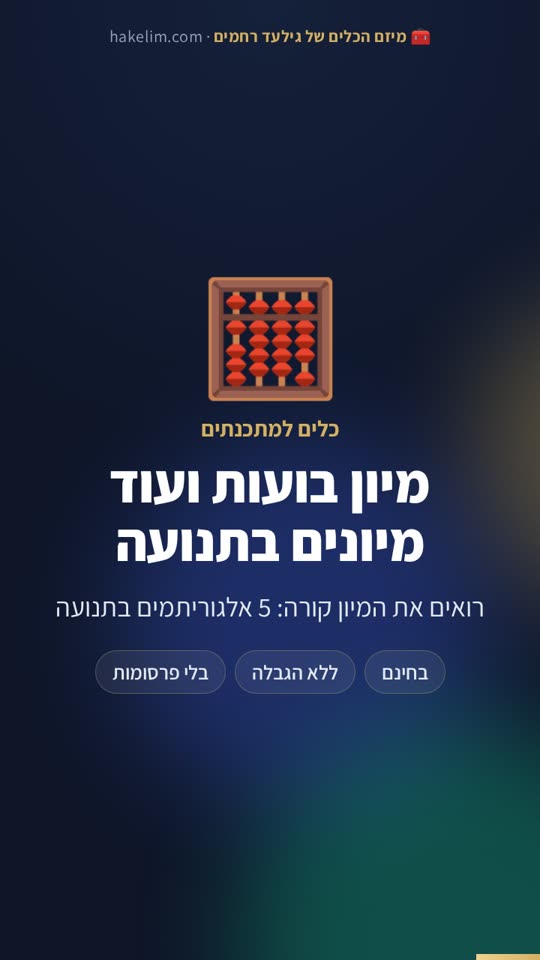 מיזם הכלים של גילעד רחמים · hakelim.com
כלים למתכנתים
מיון בועות ועוד
מיונים בתנועה
רואים את המיון קורה: 5 אלגוריתמים בתנועה
בחינם
ללא הגבלה
בלי פרסומות